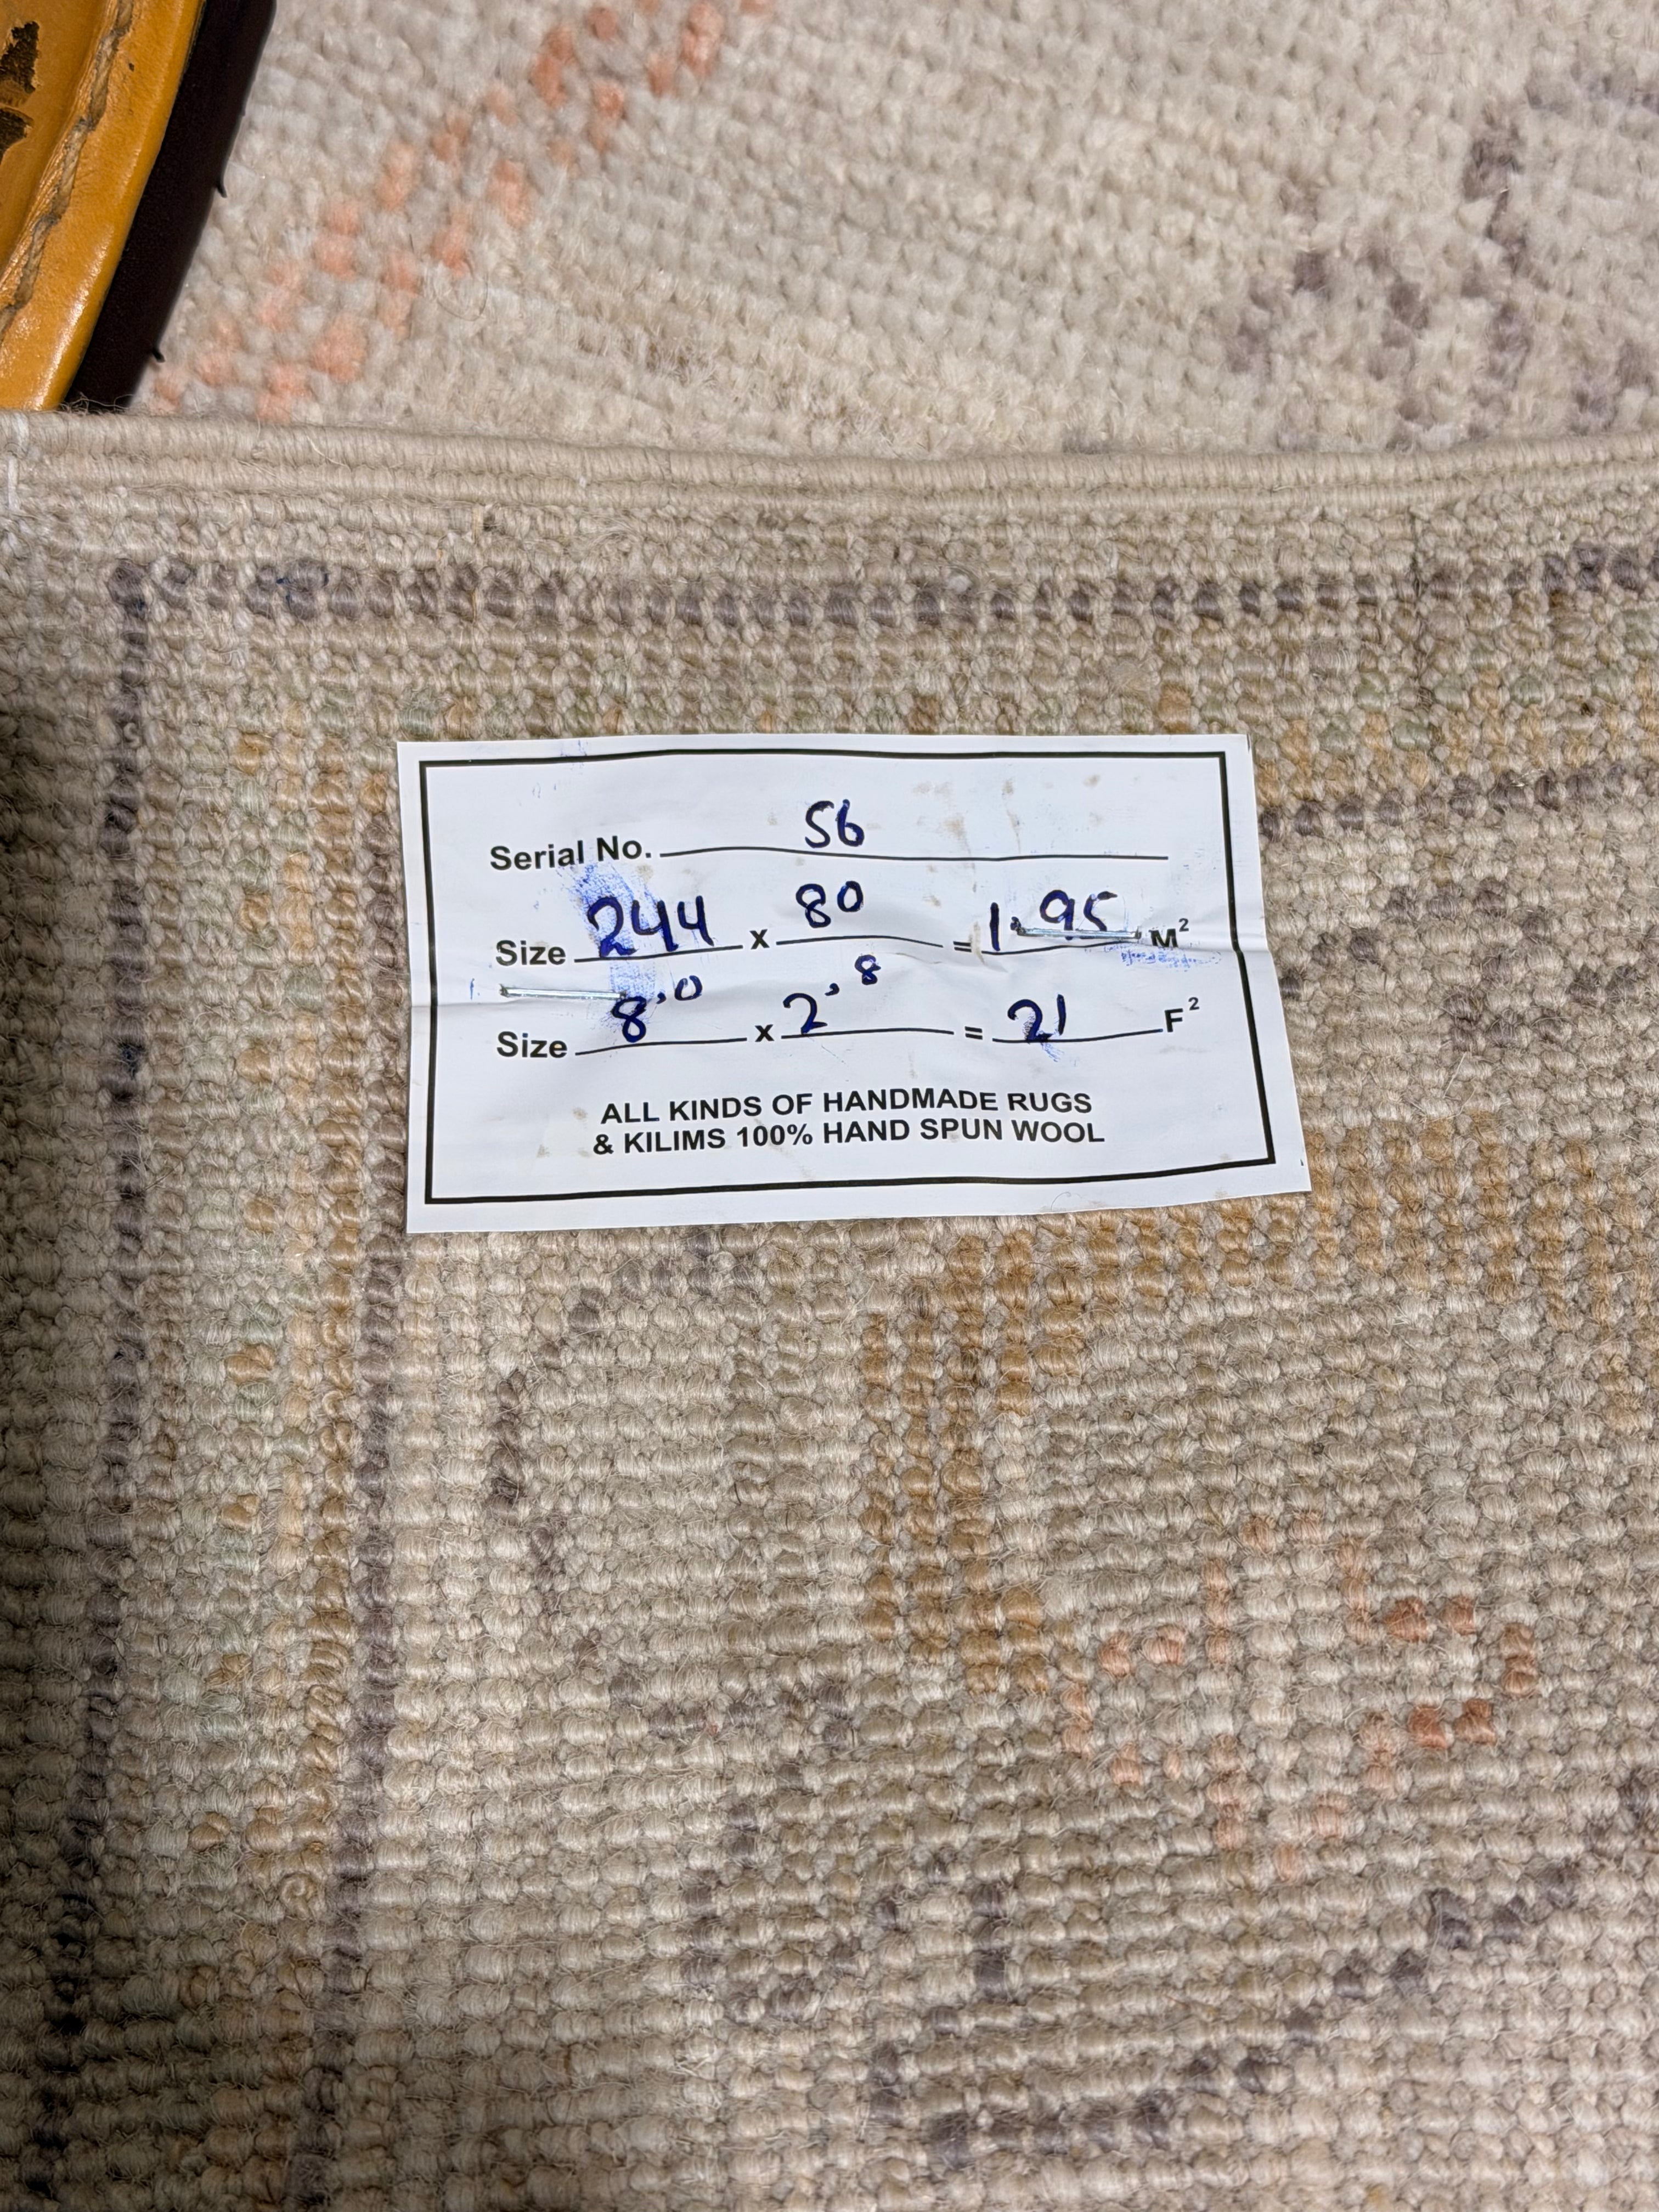 Serial No. 56
Size 244 x 80 = 1.95 M²
Size 8'0 x 2'8 = 21 F²
ALL KINDS OF HANDMADE RUGS
& KILIMS 100% HAND SPUN WOOL